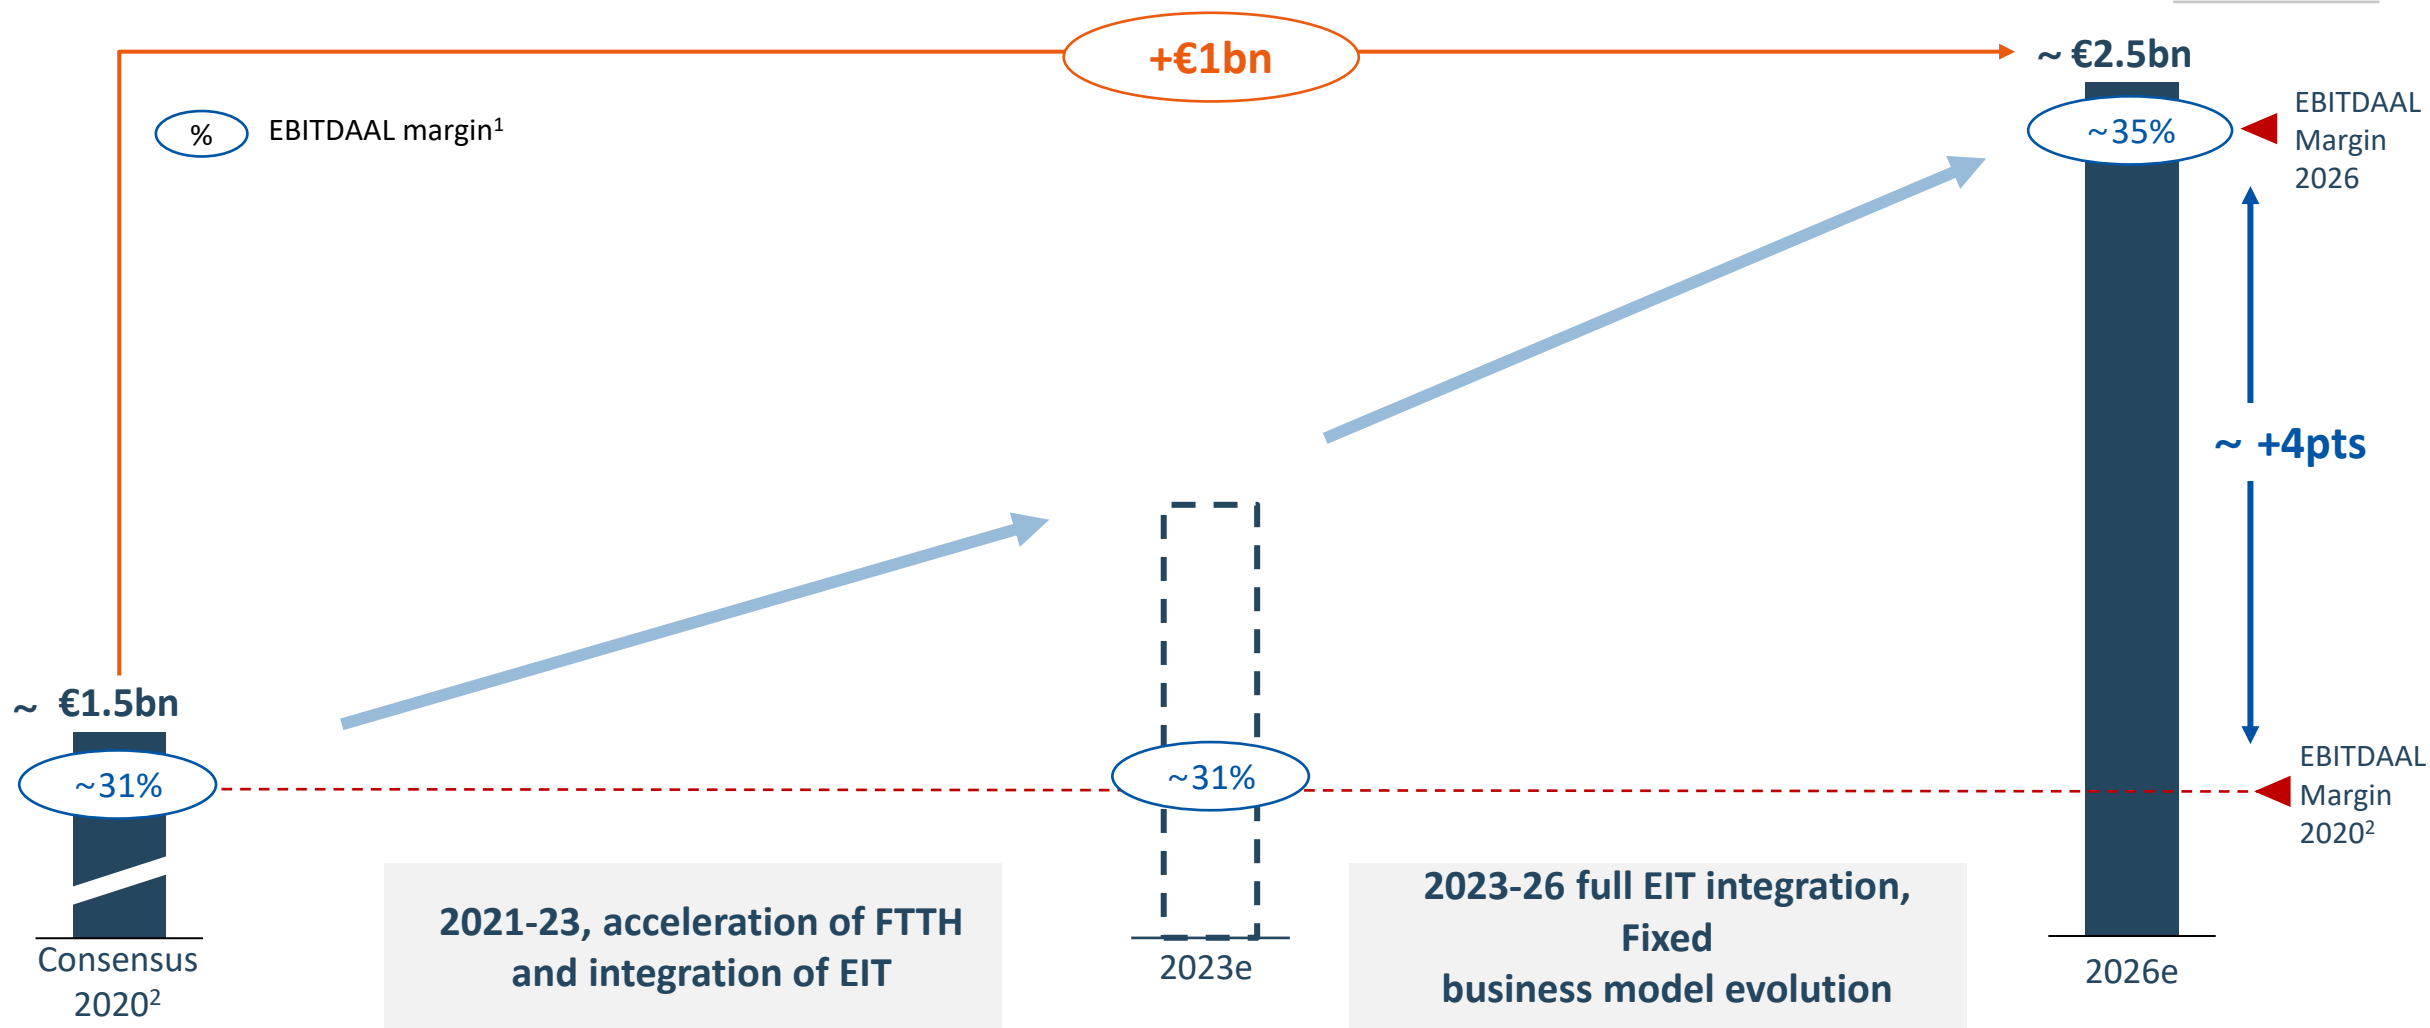 +€1bn
~ €2.5bn
% EBITDAAL margin¹
~35%
EBITDAAL
Margin
2026
~ +4pts
~ €1.5bn
~31%
~31%
EBITDAAL
Margin
2020²
2021-23, acceleration of FTTH
and integration of EIT
2023-26 full EIT integration,
Fixed
business model evolution
Consensus
2020²
2023e
2026e